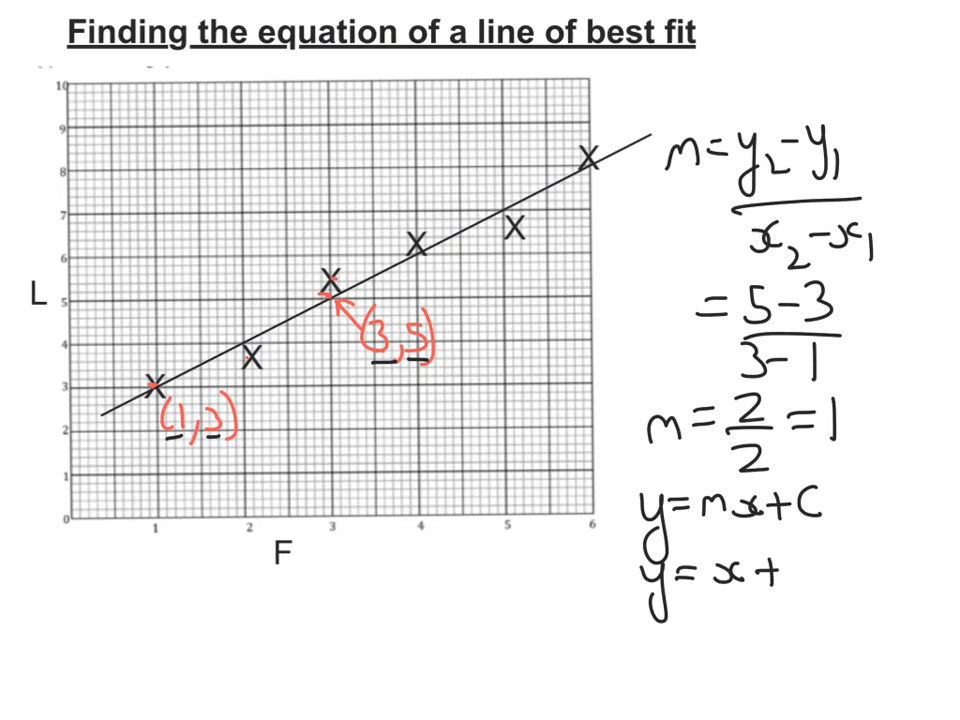 Finding the equation of a line of best fit
10
9
8
7
6
5
4
3
2
1
0
L
1 2 3 4 5 6
F
(3,5)
(1,3)
m = y₂ - y₁
x₂ - x₁
= 5 - 3
3 - 1
m = 2 = 1
2
y = mx + c
y = x +